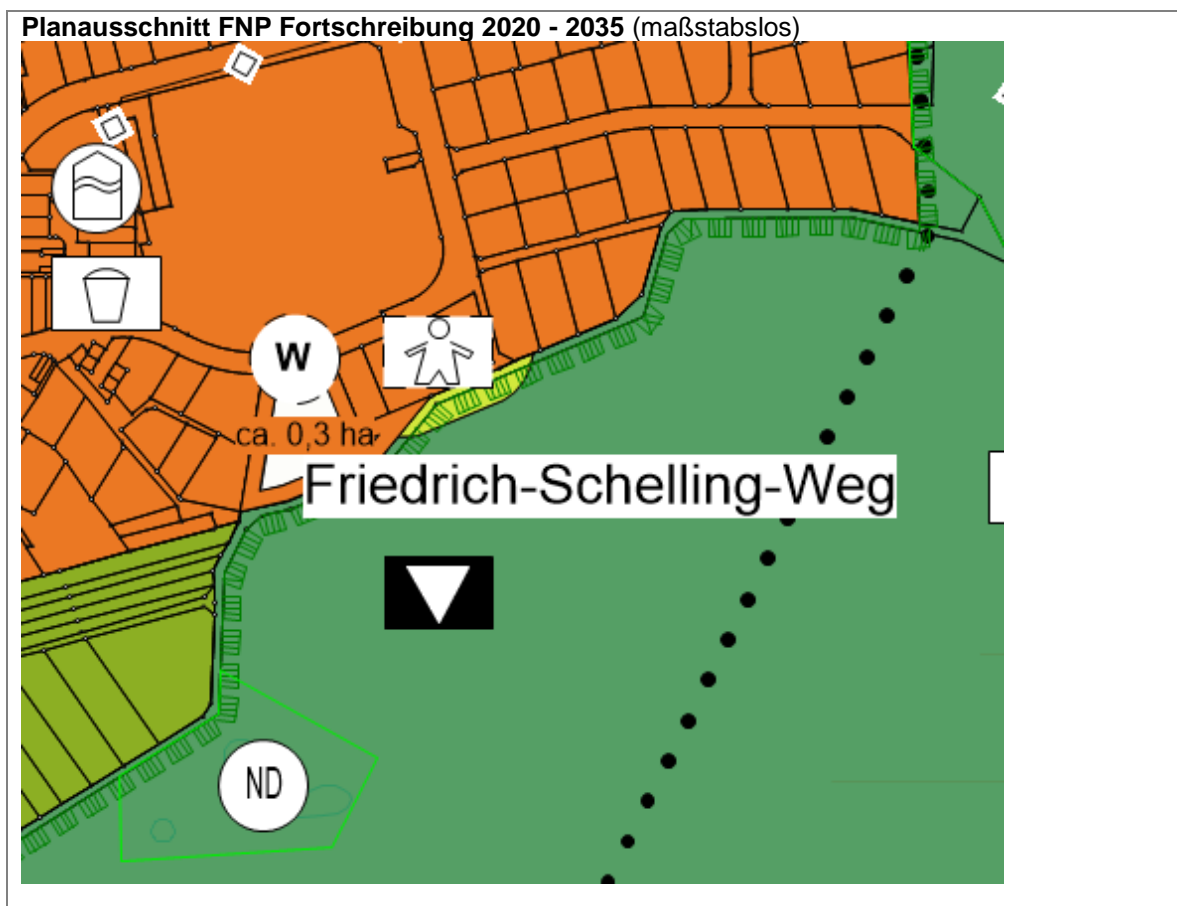 Planausschnitt FNP Fortschreibung 2020 - 2035 (maßstabslos)
W
ca. 0,3 ha
Friedrich-Schelling-Weg
ND